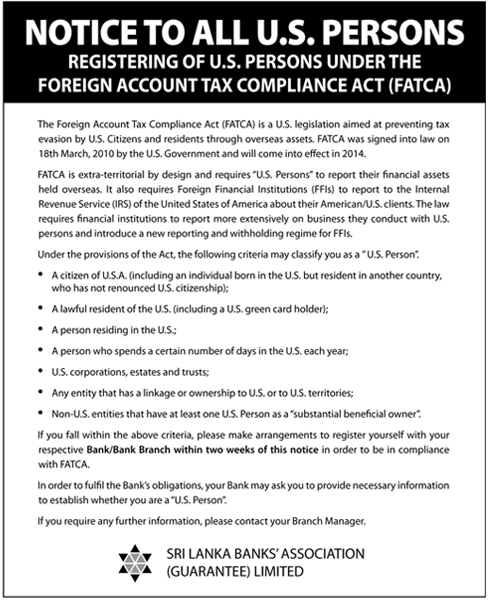 NOTICE TO ALL U.S. PERSONS
REGISTERING OF U.S. PERSONS UNDER THE
FOREIGN ACCOUNT TAX COMPLIANCE ACT (FATCA)
The Foreign Account Tax Compliance Act (FATCA) is a U.S. legislation aimed at preventing tax
evasion by U.S. Citizens and residents through overseas assets. FATCA was signed into law on
18th March, 2010 by the U.S. Government and will come into effect in 2014.
FATCA is extra-territorial by design and requires "U.S. Persons" to report their financial assets
held overseas. It also requires Foreign Financial Institutions (FFIs) to report to the Internal
Revenue Service (IRS) of the United States of America about their American/U.S. clients. The law
requires financial institutions to report more extensively on business they conduct with U.S.
persons and introduce a new reporting and withholding regime for FFIs.
Under the provisions of the Act, the following criteria may classify you as a " U.S. Person".
• A citizen of U.S.A. (including an individual born in the U.S. but resident in another country,
who has not renounced U.S. citizenship);
• A lawful resident of the U.S. (including a U.S. green card holder);
• A person residing in the U.S.;
• A person who spends a certain number of days in the U.S. each year;
• U.S. corporations, estates and trusts;
• Any entity that has a linkage or ownership to U.S. or to U.S. territories;
• Non-U.S. entities that have at least one U.S. Person as a "substantial beneficial owner".
If you fall within the above criteria, please make arrangements to register yourself with your
respective Bank/Bank Branch within two weeks of this notice in order to be in compliance
with FATCA.
In order to fulfil the Bank's obligations, your Bank may ask you to provide necessary information
to establish whether you are a "U.S. Person".
If you require any further information, please contact your Branch Manager.
SRI LANKA BANKS' ASSOCIATION
(GUARANTEE) LIMITED